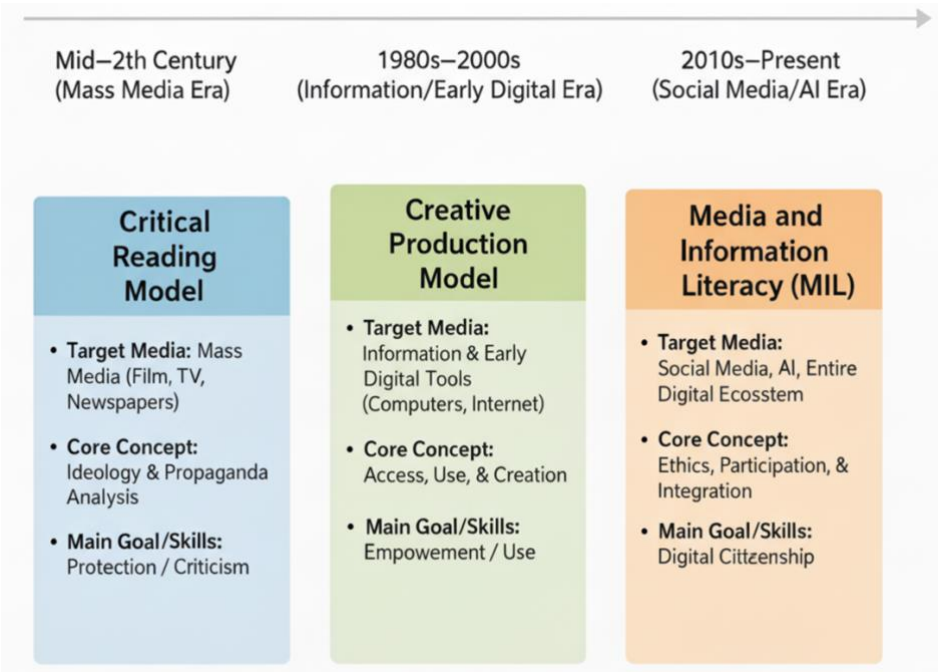 Mid–2th Century
(Mass Media Era)
1980s–2000s
(Information/Early Digital Era)
2010s–Present
(Social Media/AI Era)
Critical
Reading
Model
• Target Media: Mass
Media (Film, TV,
Newspapers)
• Core Concept:
Ideology & Propaganda
Analysis
• Main Goal/Skills:
Protection / Criticism
Creative
Production
Model
• Target Media:
Information & Early
Digital Tools
(Computers, Internet)
• Core Concept:
Access, Use, & Creation
• Main Goal/Skills:
Empowement / Use
Media and
Information
Literacy (MIL)
• Target Media:
Social Media, AI, Entire
Digital Ecosstem
• Core Concept:
Ethics, Participation, &
Integration
• Main Goal/Skills:
Digital